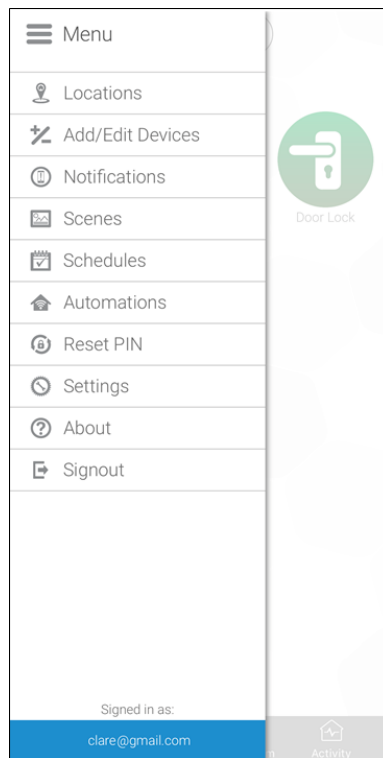 Menu
Locations
Add/Edit Devices
Notifications
Scenes
Door Lock
Schedules
Automations
Reset PIN
Settings
About
Signout
Signed in as:
clare@gmail.com
Activity